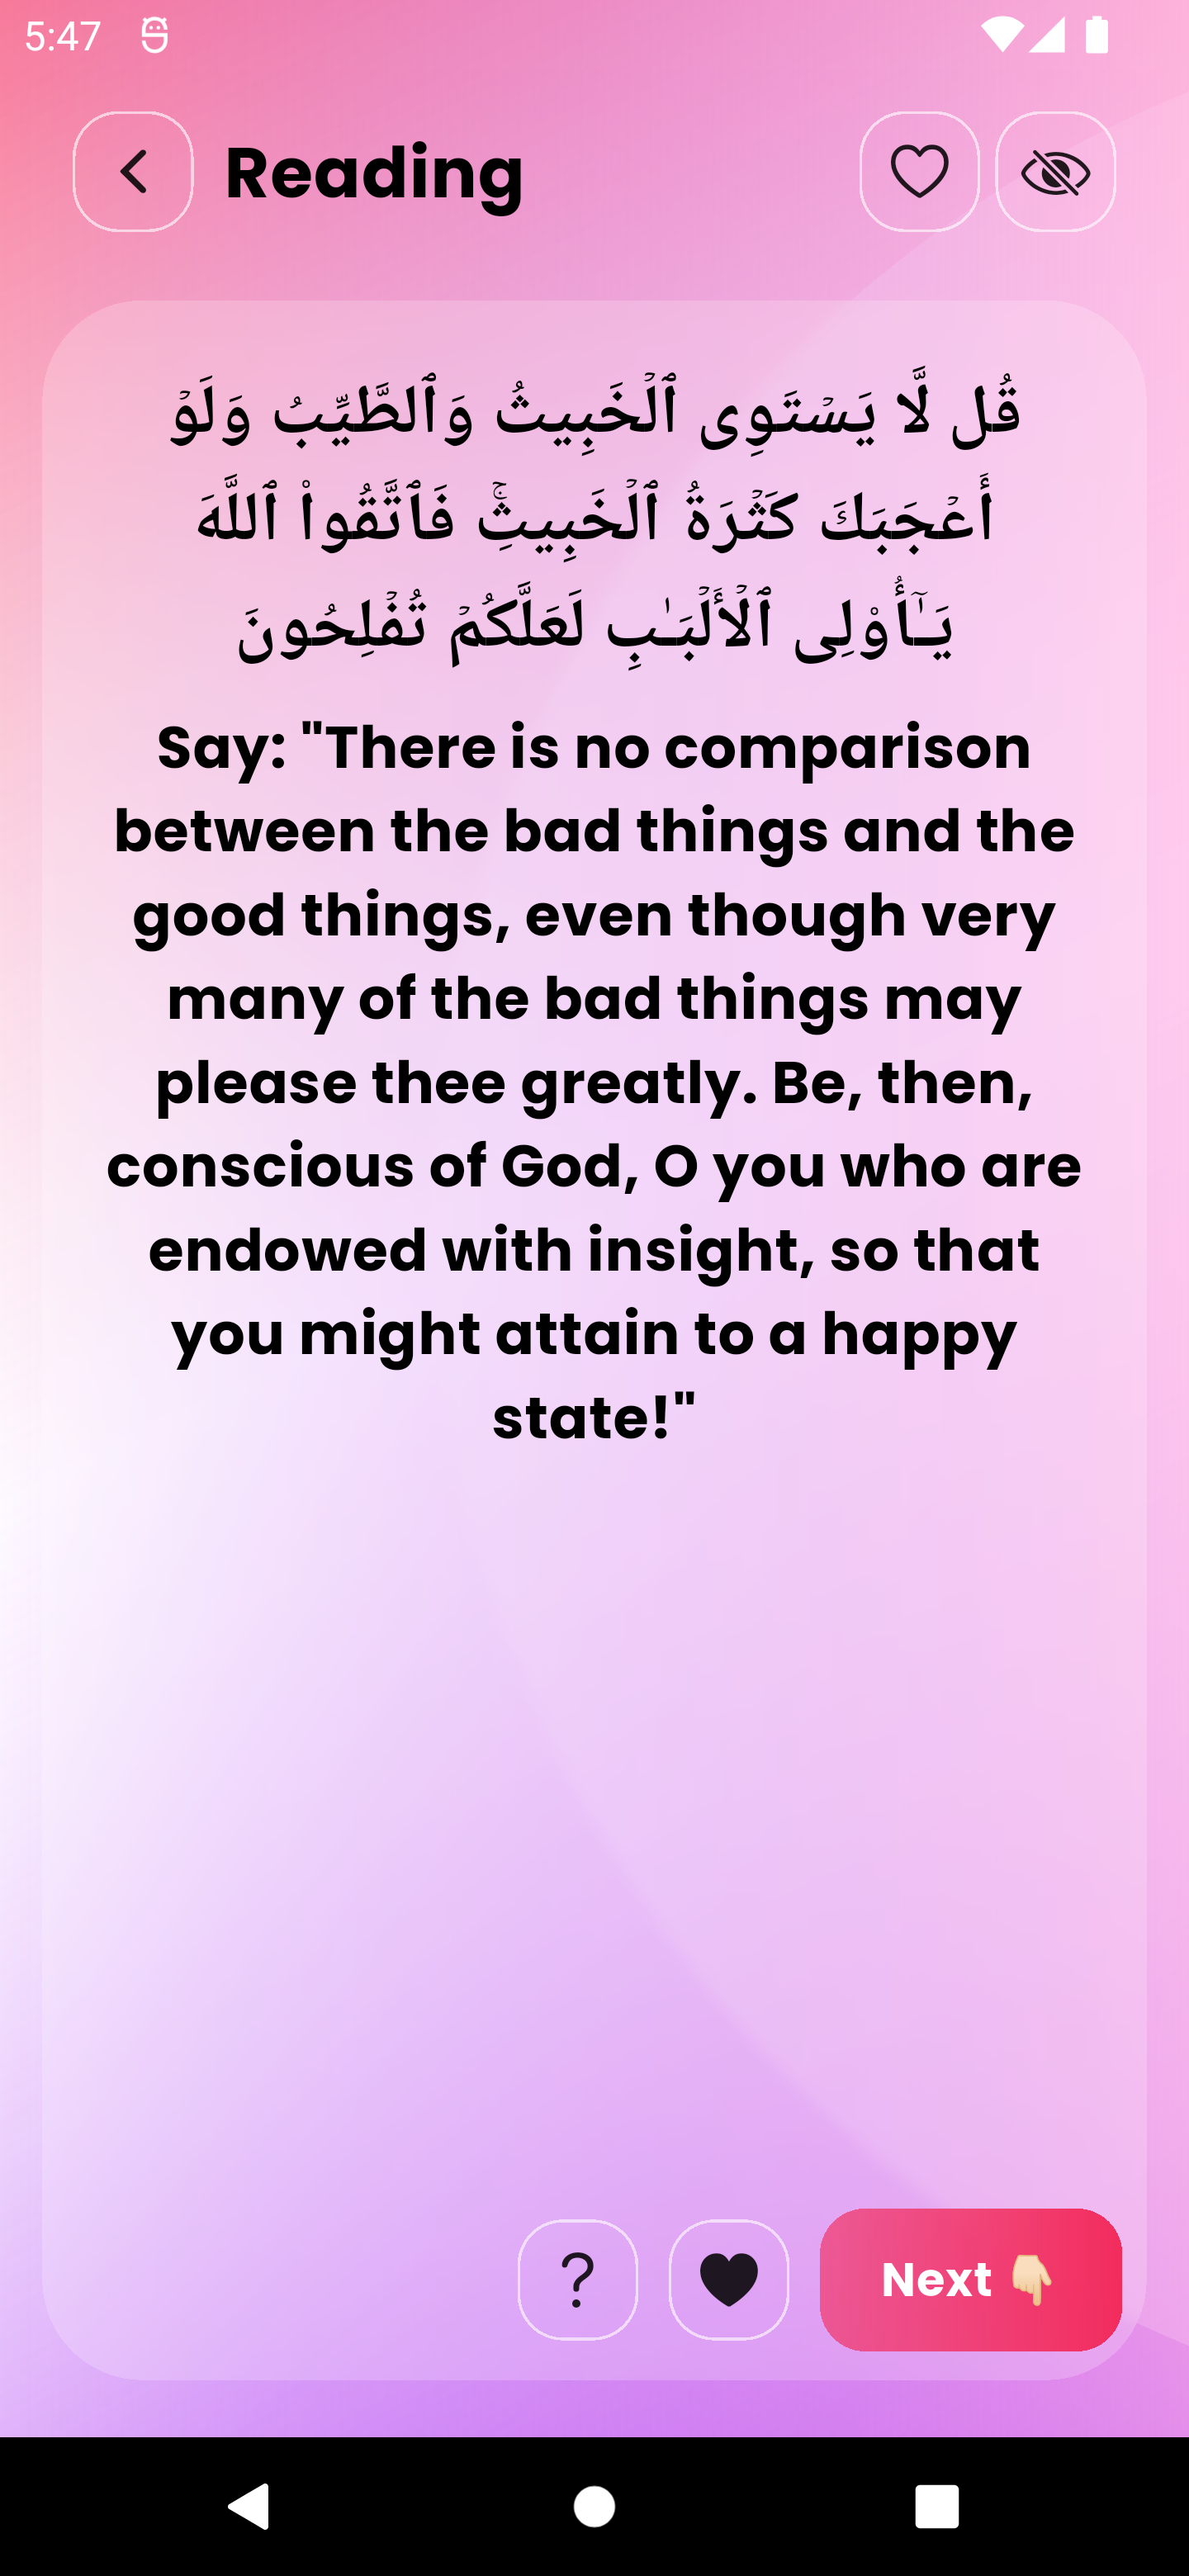 5:47
Reading
قُل لَّا يَسْتَوِى ٱلْخَبِيثُ وَٱلطَّيِّبُ وَلَوْ
أَعْجَبَكَ كَثْرَةُ ٱلْخَبِيثِ ۚ فَٱتَّقُوا۟ ٱللَّهَ
يَـٰٓأُو۟لِى ٱلْأَلْبَـٰبِ لَعَلَّكُمْ تُفْلِحُونَ
Say: "There is no comparison
between the bad things and the
good things, even though very
many of the bad things may
please thee greatly. Be, then,
conscious of God, O you who are
endowed with insight, so that
you might attain to a happy
state!"
? Next 👇🏼